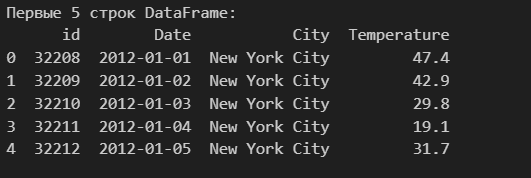 Первые 5 строк DataFrame:
id Date City Temperature
0 32208 2012-01-01 New York City 47.4
1 32209 2012-01-02 New York City 42.9
2 32210 2012-01-03 New York City 29.8
3 32211 2012-01-04 New York City 19.1
4 32212 2012-01-05 New York City 31.7